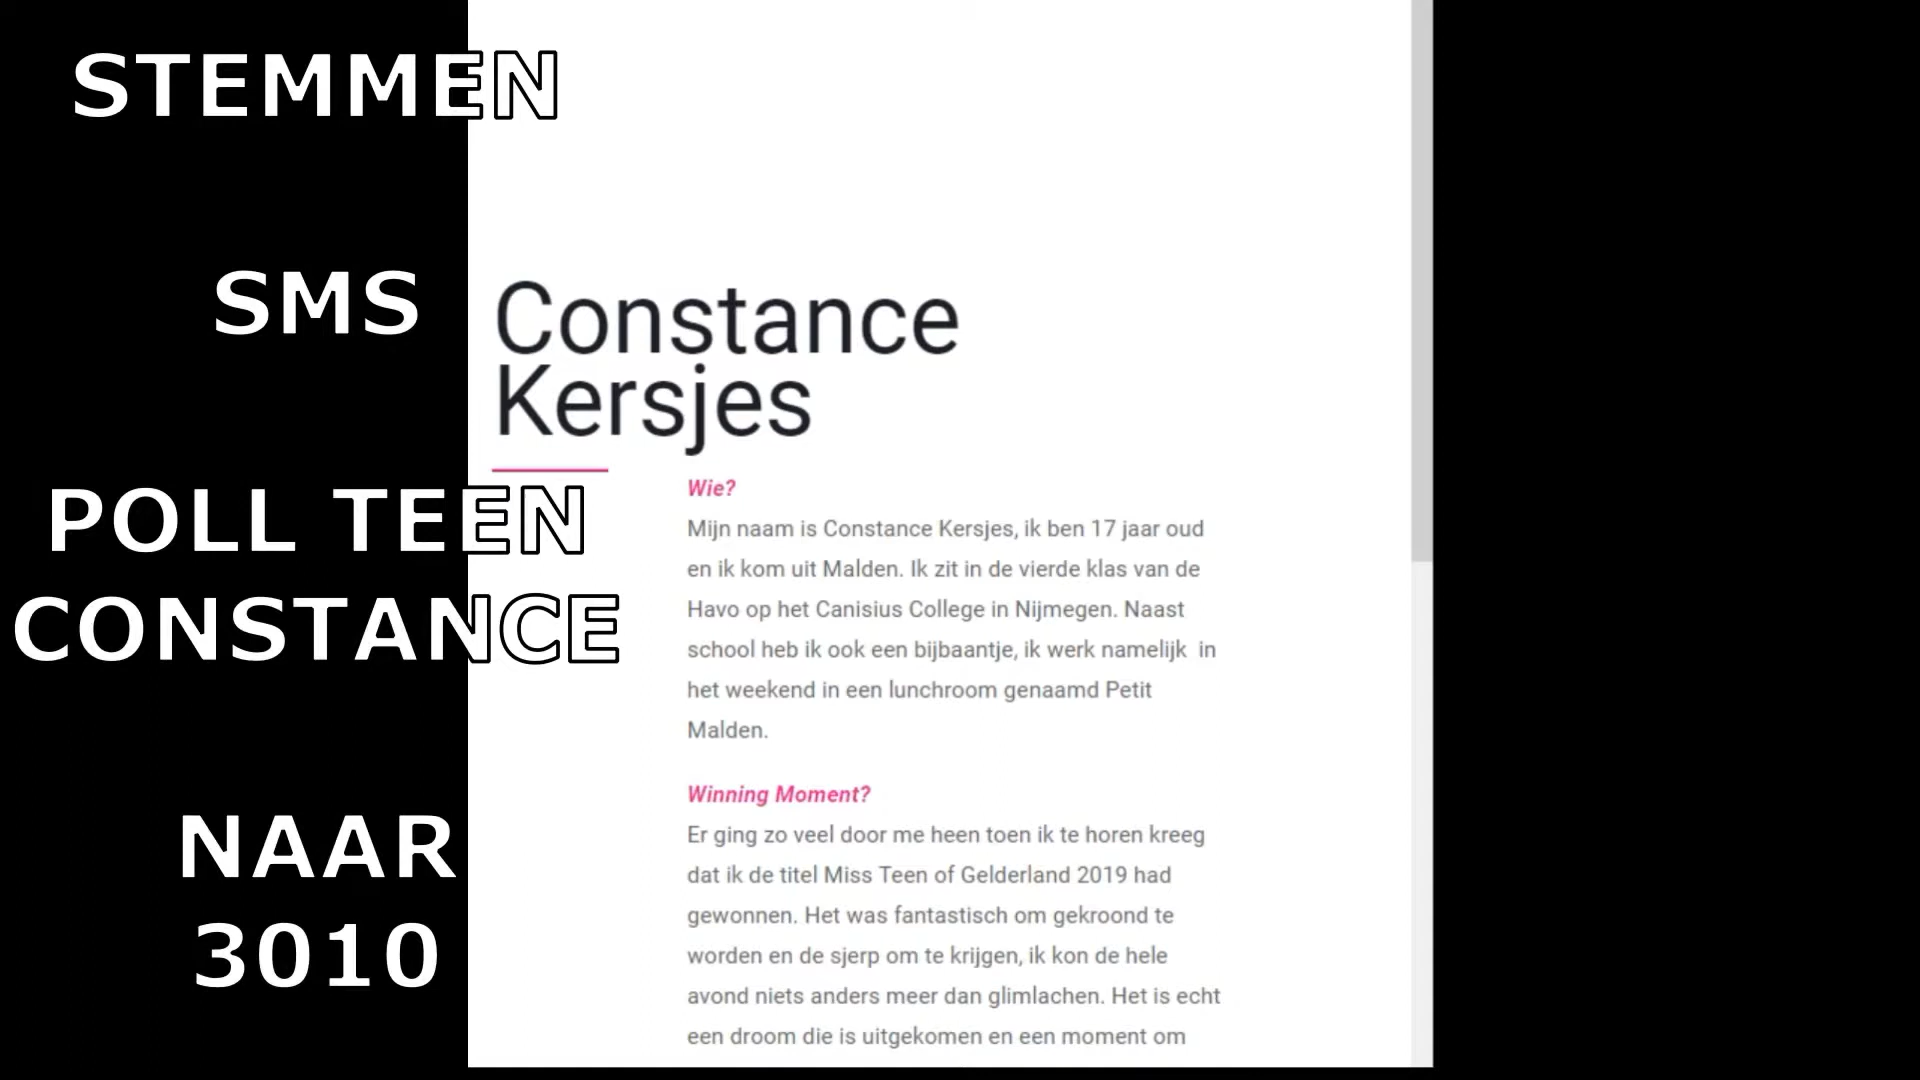 STEMMEN
SMS
POLL TEEN
CONSTANCE
NAAR
3010
Constance
Kersjes
Wie?
Mijn naam is Constance Kersjes, ik ben 17 jaar oud
en ik kom uit Malden. Ik zit in de vierde klas van de
Havo op het Canisius College in Nijmegen. Naast
school heb ik ook een bijbaantje, ik werk namelijk  in
het weekend in een lunchroom genaamd Petit
Malden.
Winning Moment?
Er ging zo veel door me heen toen ik te horen kreeg
dat ik de titel Miss Teen of Gelderland 2019 had
gewonnen. Het was fantastisch om gekroond te
worden en de sjerp om te krijgen, ik kon de hele
avond niets anders meer dan glimlachen. Het is echt
een droom die is uitgekomen en een moment om